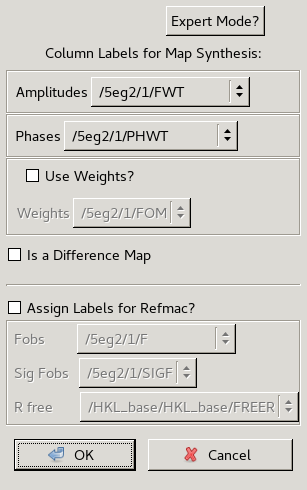 Expert Mode?
Column Labels for Map Synthesis:
Amplitudes /5eg2/1/FWT
Phases /5eg2/1/PHWT
Use Weights?
Weights /5eg2/1/FOM
Is a Difference Map
Assign Labels for Refmac?
Fobs /5eg2/1/F
Sig Fobs /5eg2/1/SIGF
R free /HKL_base/HKL_base/FREER
OK Cancel